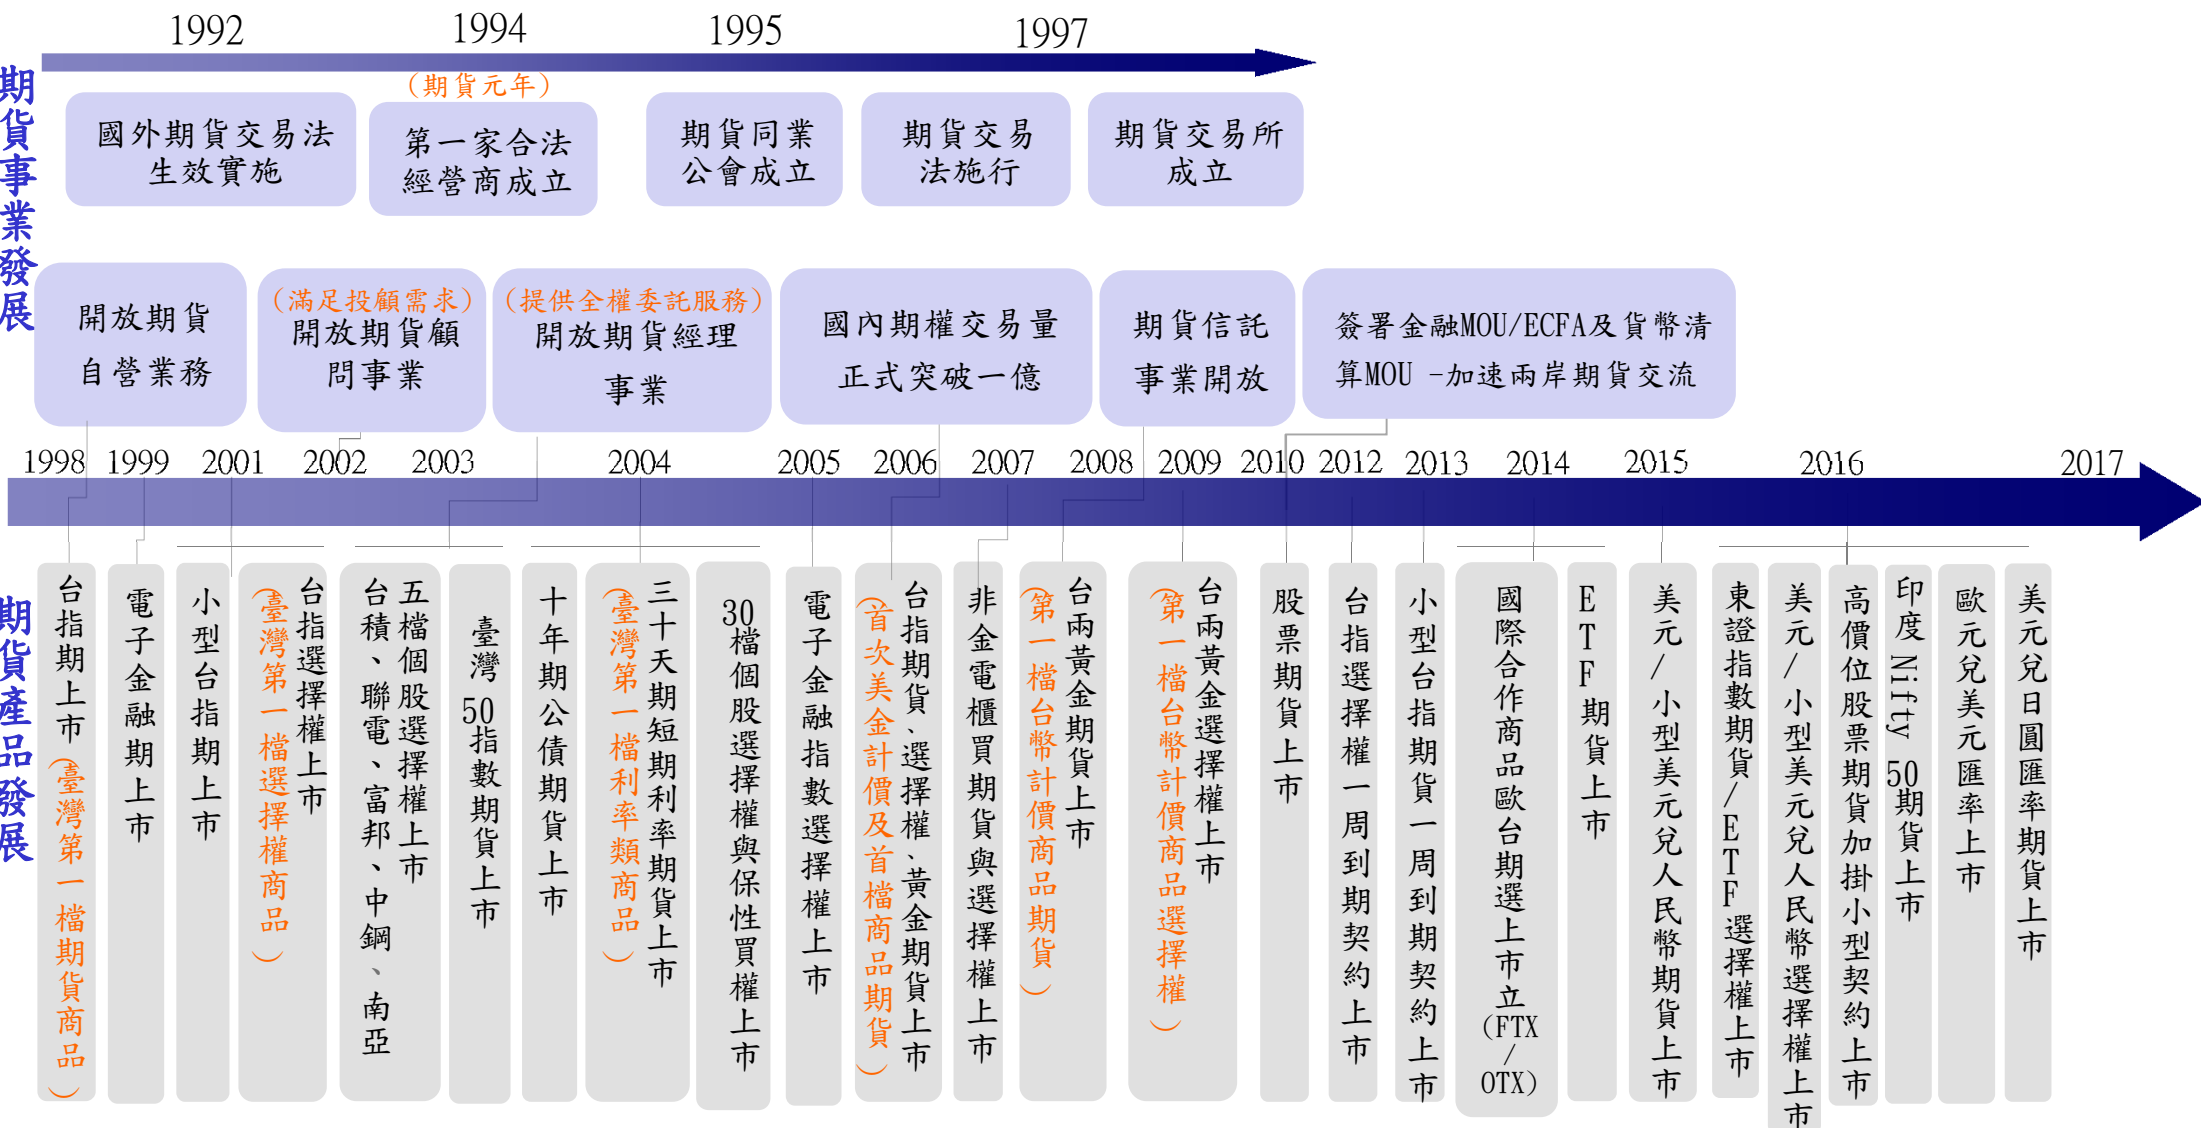 期貨事業發展
1992
1994
1995
1997
(期貨元年)
國外期貨交易法
生效實施
第一家合法
經營商成立
期貨同業
公會成立
期貨交易
法施行
期貨交易所
成立
開放期貨
自營業務
(滿足投顧需求)
開放期貨顧
問事業
(提供全權委託服務)
開放期貨經理
事業
國內期權交易量
正式突破一億
期貨信託
事業開放
簽署金融MOU/ECFA及貨幣清
算MOU -加速兩岸期貨交流
1998
1999
2001
2002
2003
2004
2005
2006
2007
2008
2009
2010
2012
2013
2014
2015
2016
2017
期貨產品發展
台指期上市(臺灣第一檔期貨商品)
電子金融期上市
小型台指期上市
台指選擇權上市
(臺灣第一檔選擇權商品)
五檔個股選擇權上市
台積、聯電、富邦、中鋼、南亞
臺灣50指數期貨上市
十年期公債期貨上市
三十天期短期利率期貨上市
(臺灣第一檔利率類商品)
30檔個股選擇權與保性買權上市
電子金融指數選擇權上市
台指期貨、選擇權、黃金期貨上市
(首次美金計價及首檔商品期貨)
非金電櫃買期貨與選擇權上市
台兩黃金期貨上市
(第一檔台幣計價商品期貨)
台兩黃金選擇權上市
(第一檔台幣計價商品選擇權)
股票期貨上市
台指選擇權一周到期契約上市
小型台指期貨一周到期契約上市
國際合作商品歐台期選上市立
(FTX
/
OTX)
ETF期貨上市
美元/小型美元兌人民幣期貨上市
東證指數期貨/ETF選擇權上市
美元/小型美元兌人民幣選擇權上市
高價位股票期貨加掛小型契約上市
印度Nifty 50期貨上市
歐元兌美元匯率上市
美元兌日圓匯率期貨上市